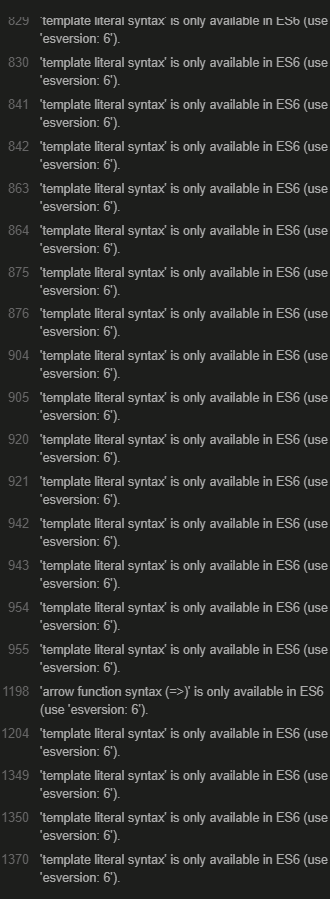 829 'template literal syntax' is only available in ES6 (use
'esversion: 6').
830 'template literal syntax' is only available in ES6 (use
'esversion: 6').
841 'template literal syntax' is only available in ES6 (use
'esversion: 6').
842 'template literal syntax' is only available in ES6 (use
'esversion: 6').
863 'template literal syntax' is only available in ES6 (use
'esversion: 6').
864 'template literal syntax' is only available in ES6 (use
'esversion: 6').
875 'template literal syntax' is only available in ES6 (use
'esversion: 6').
876 'template literal syntax' is only available in ES6 (use
'esversion: 6').
904 'template literal syntax' is only available in ES6 (use
'esversion: 6').
905 'template literal syntax' is only available in ES6 (use
'esversion: 6').
920 'template literal syntax' is only available in ES6 (use
'esversion: 6').
921 'template literal syntax' is only available in ES6 (use
'esversion: 6').
942 'template literal syntax' is only available in ES6 (use
'esversion: 6').
943 'template literal syntax' is only available in ES6 (use
'esversion: 6').
954 'template literal syntax' is only available in ES6 (use
'esversion: 6').
955 'template literal syntax' is only available in ES6 (use
'esversion: 6').
1198 'arrow function syntax (=>)' is only available in ES6
(use 'esversion: 6').
1204 'template literal syntax' is only available in ES6 (use
'esversion: 6').
1349 'template literal syntax' is only available in ES6 (use
'esversion: 6').
1350 'template literal syntax' is only available in ES6 (use
'esversion: 6').
1370 'template literal syntax' is only available in ES6 (use
'esversion: 6').